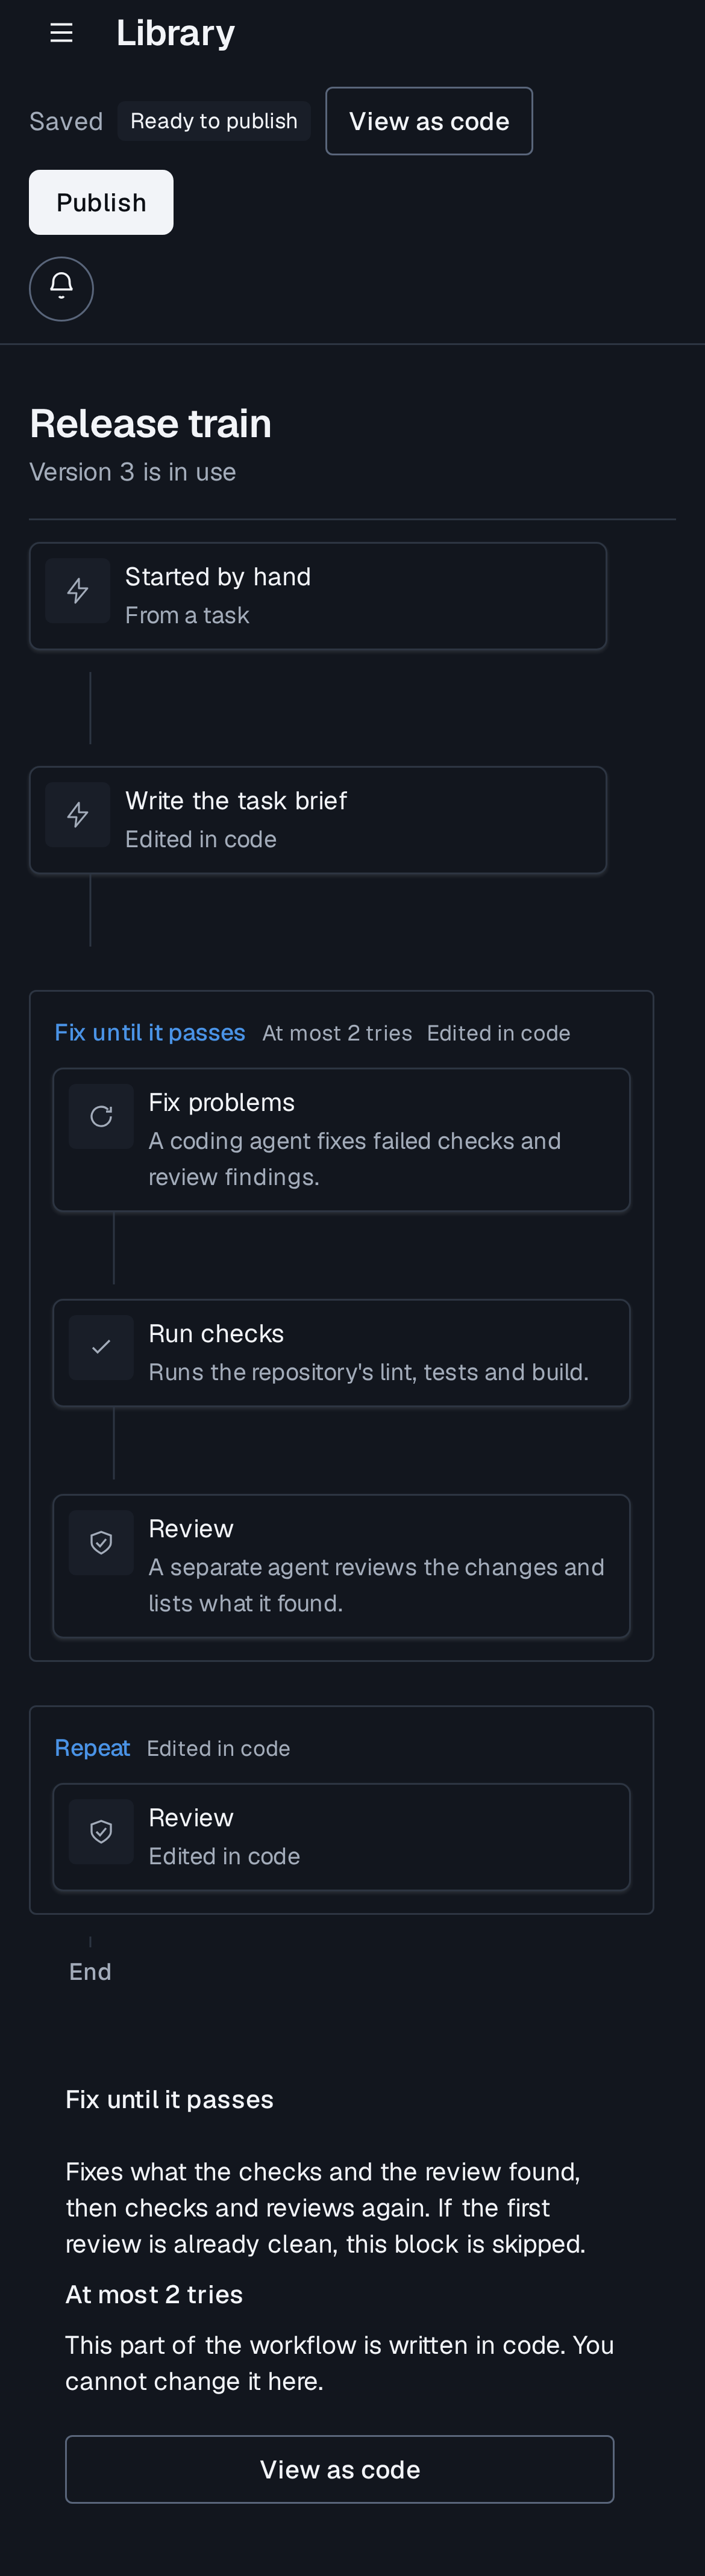 Library
Saved Ready to publish View as code
Publish
Release train
Version 3 is in use
Started by hand
From a task
Write the task brief
Edited in code
Fix until it passes At most 2 tries Edited in code
Fix problems
A coding agent fixes failed checks and
review findings.
Run checks
Runs the repository's lint, tests and build.
Review
A separate agent reviews the changes and
lists what it found.
Repeat Edited in code
Review
Edited in code
End
Fix until it passes
Fixes what the checks and the review found,
then checks and reviews again. If the first
review is already clean, this block is skipped.
At most 2 tries
This part of the workflow is written in code. You
cannot change it here.
View as code